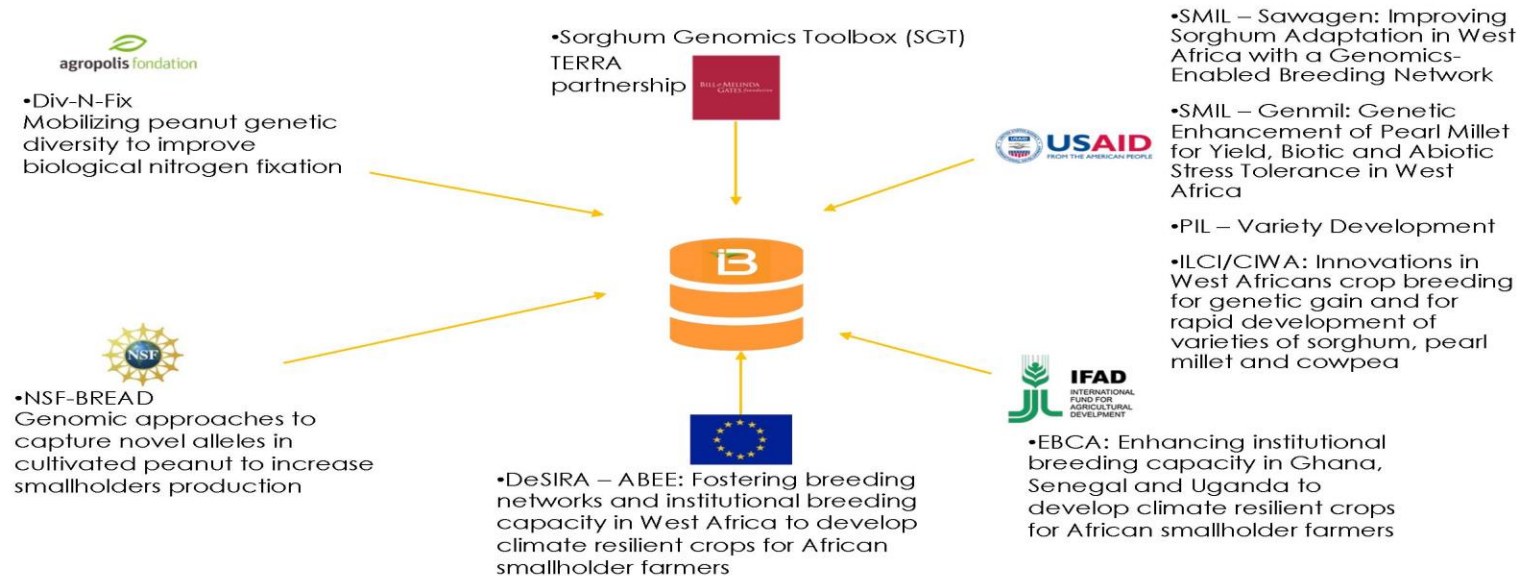 agropolis fondation
•Div-N-Fix
Mobilizing peanut genetic
diversity to improve
biological nitrogen fixation
•Sorghum Genomics Toolbox (SGT)
TERRA
partnership
BILL & MELINDA
GATES foundation
USAID
FROM THE AMERICAN PEOPLE
•SMIL – Sawagen: Improving
Sorghum Adaptation in West
Africa with a Genomics-
Enabled Breeding Network
•SMIL – Genmil: Genetic
Enhancement of Pearl Millet
for Yield, Biotic and Abiotic
Stress Tolerance in West
Africa
•PIL – Variety Development
•ILCI/CIWA: Innovations in
West Africans crop breeding
for genetic gain and for
rapid development of
varieties of sorghum, pearl
millet and cowpea
iB
NSF
•NSF-BREAD
Genomic approaches to
capture novel alleles in
cultivated peanut to increase
smallholders production
•DeSIRA – ABEE: Fostering breeding
networks and institutional breeding
capacity in West Africa to develop
climate resilient crops for African
smallholder farmers
IFAD
INTERNATIONAL
FUND FOR
AGRICULTURAL
DEVELPMENT
•EBCA: Enhancing institutional
breeding capacity in Ghana,
Senegal and Uganda to
develop climate resilient crops
for African smallholder farmers